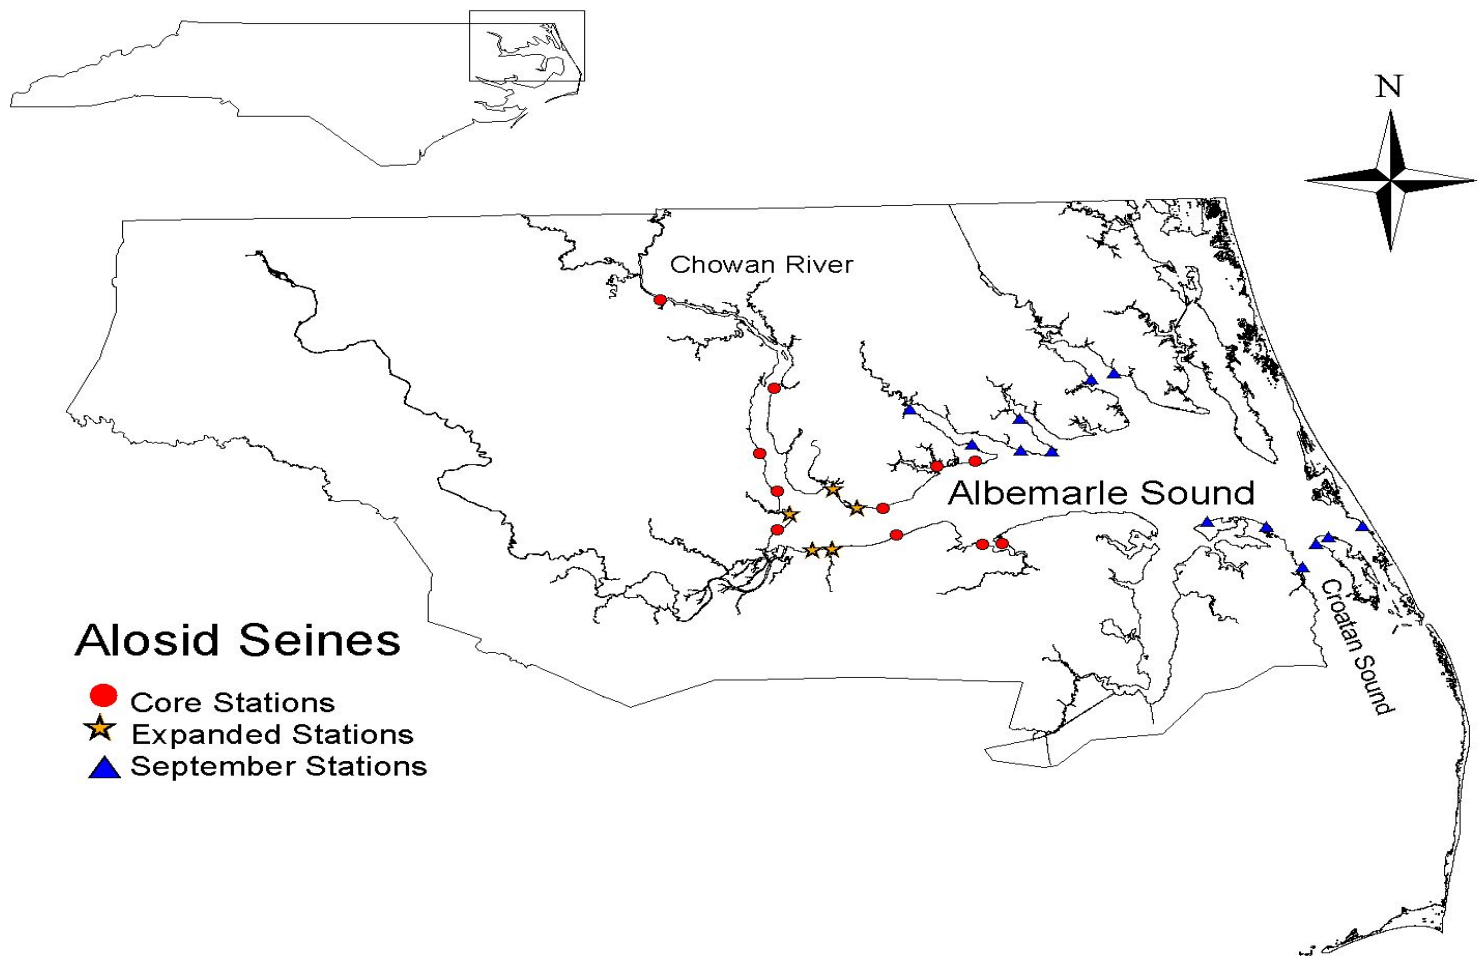 N
Chowan River
Albemarle Sound
Croatan Sound
Alosid Seines
Core Stations
Expanded Stations
September Stations